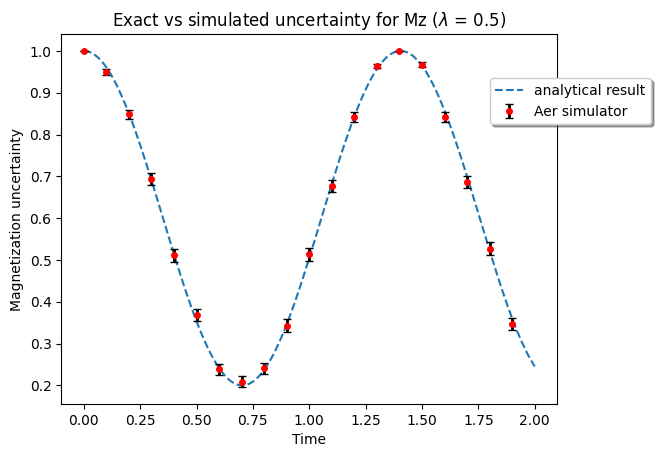 Exact vs simulated uncertainty for Mz (λ = 0.5)
Magnetization uncertainty
1.0
0.9
0.8
0.7
0.6
0.5
0.4
0.3
0.2
analytical result
Aer simulator
0.00 0.25 0.50 0.75 1.00 1.25 1.50 1.75 2.00
Time